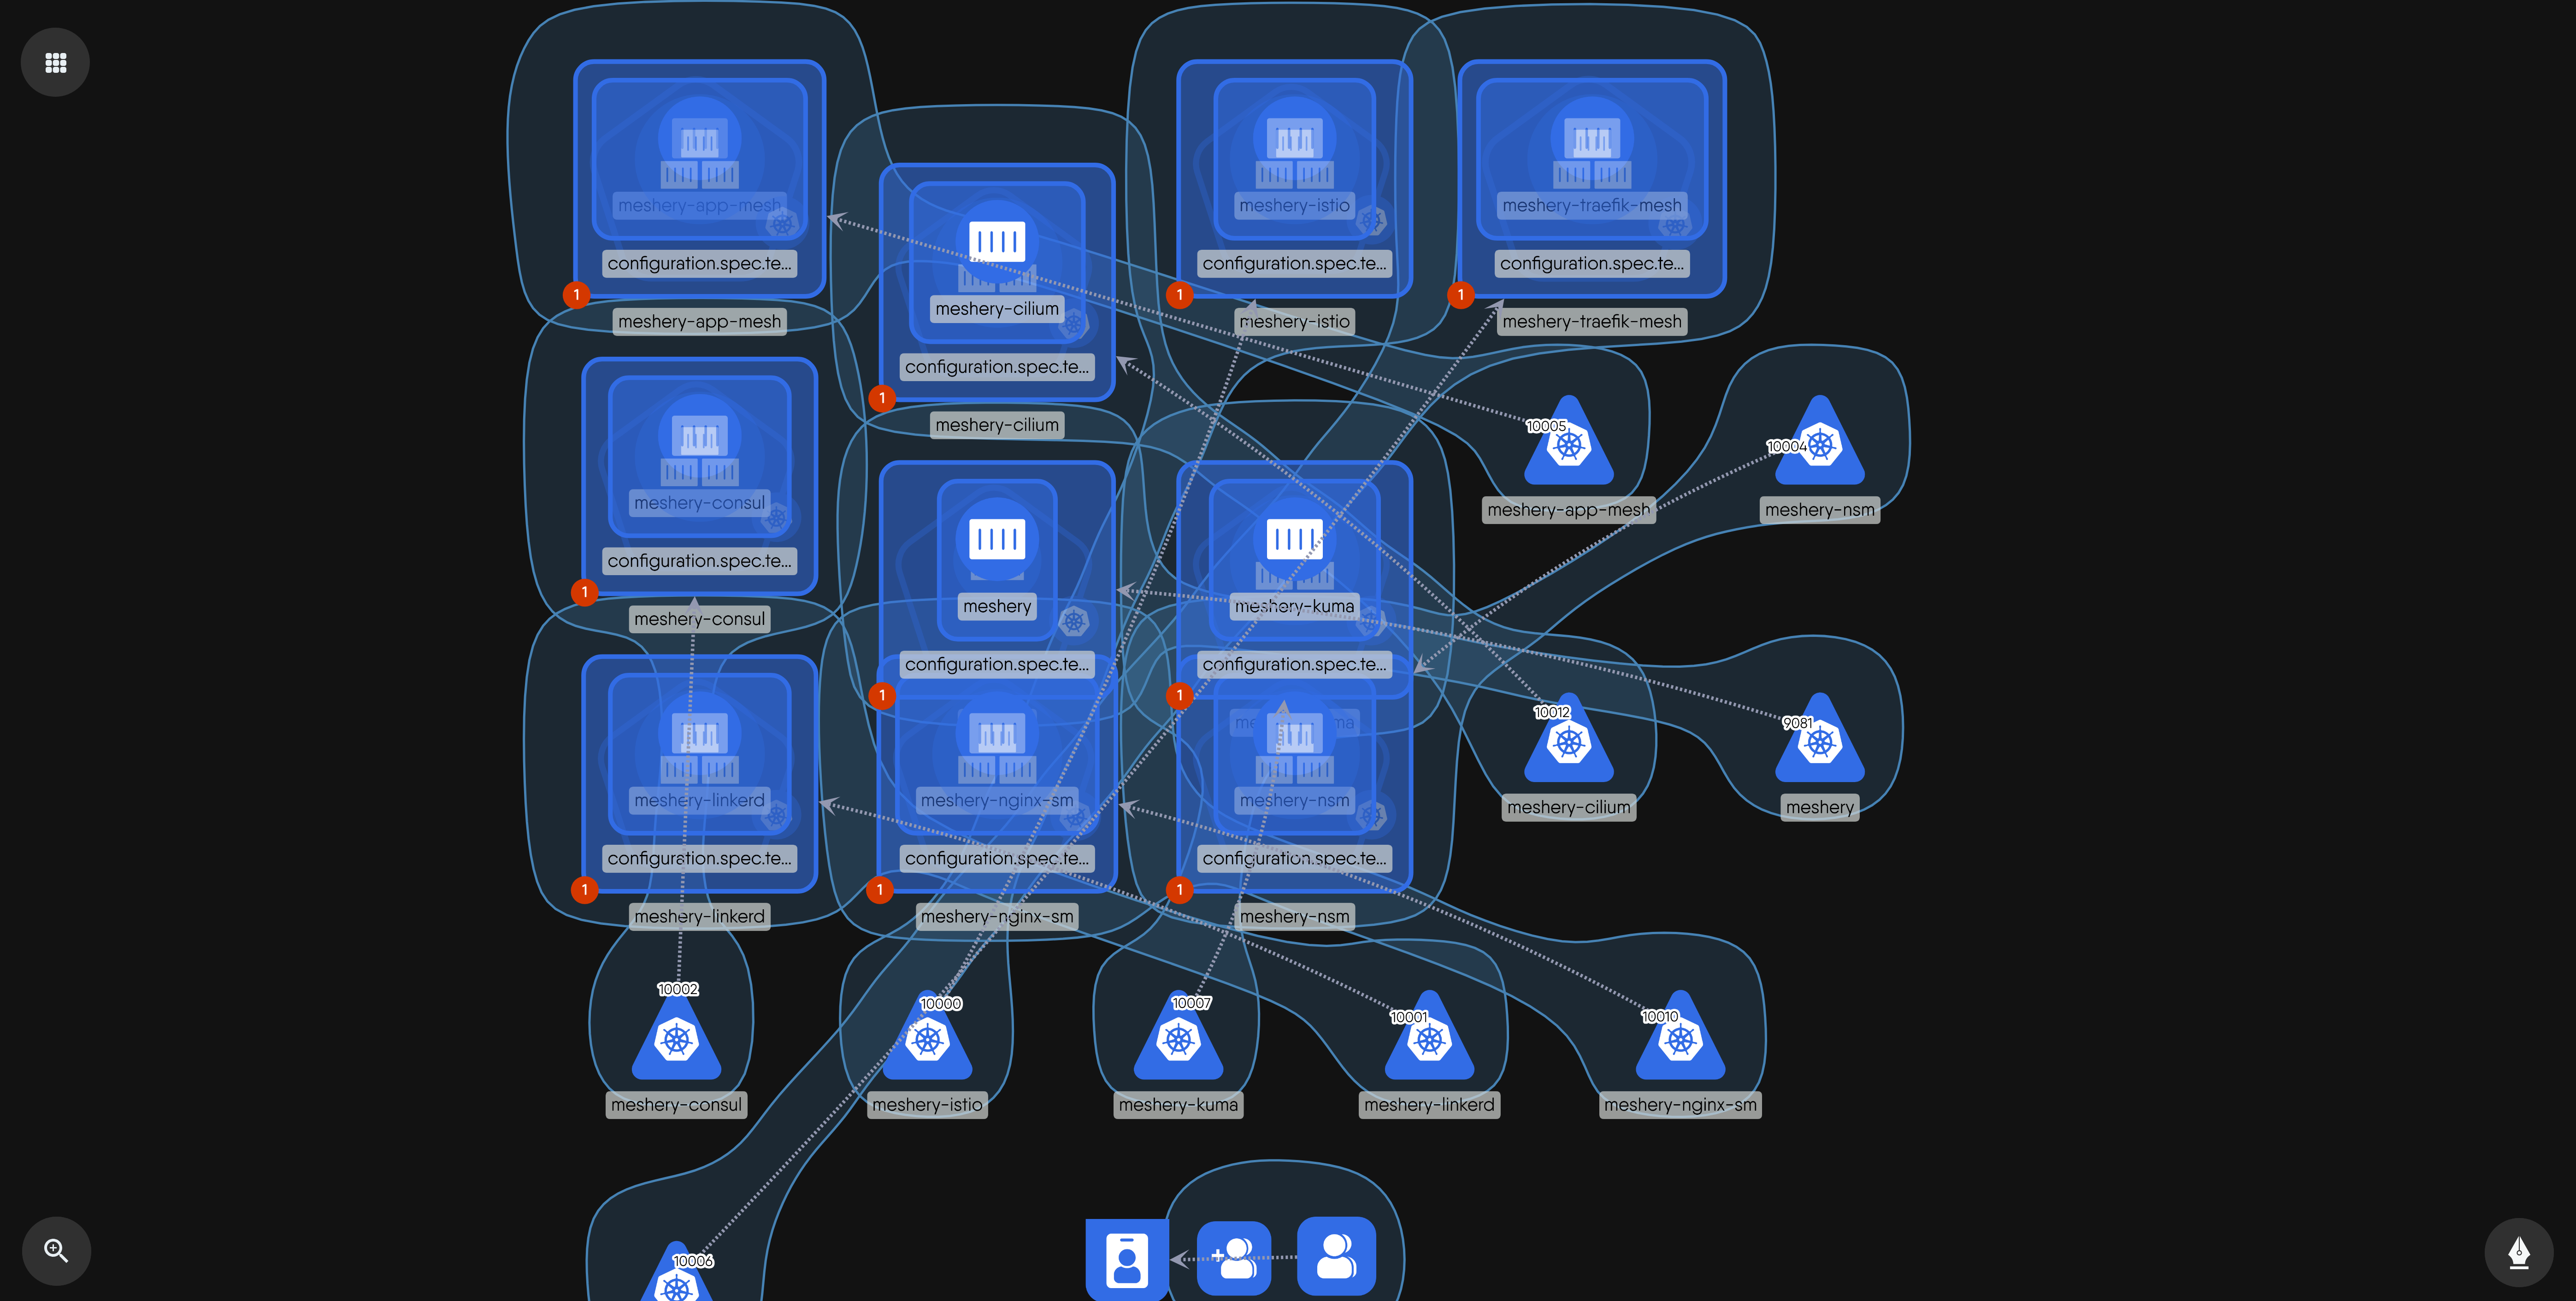 meshery-app-mesh
configuration.spec.te...
1
meshery-app-mesh
meshery-cilium
configuration.spec.te...
1
meshery-cilium
meshery-istio
configuration.spec.te...
1
meshery-istio
meshery-traefik-mesh
configuration.spec.te...
1
meshery-traefik-mesh
meshery-consul
configuration.spec.te...
1
meshery-consul
meshery
configuration.spec.te...
1
meshery-kuma
configuration.spec.te...
1
10005
meshery-app-mesh
10004
meshery-nsm
meshery-linkerd
configuration.spec.te...
1
meshery-linkerd
meshery-nginx-sm
configuration.spec.te...
1
meshery-nginx-sm
meshery-nsm
configuration.spec.te...
1
meshery-nsm
10012
meshery-cilium
9081
meshery
10002
meshery-consul
10000
meshery-istio
10007
meshery-kuma
10001
meshery-linkerd
10010
meshery-nginx-sm
10006